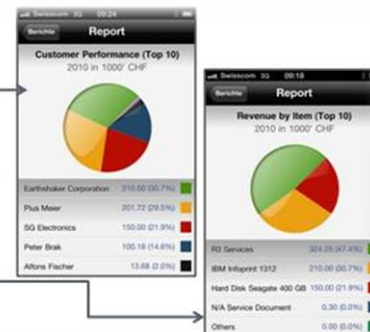 Swisscom 3G 09:24
Berichte Report
Customer Performance (Top 10)
2010 in 1000' CHF
Earthshaker Corporation 210.00 (30.7%)
Pius Meier 201.72 (29.5%)
SG Electronics 150.00 (21.9%)
Peter Brak 100.18 (14.6%)
Alfons Fischer 13.68 (2.0%)
Swisscom 3G 09:18
Berichte Report
Revenue by Item (Top 10)
2010 in 1000' CHF
R3 Services 324.25 (47.4%)
IBM Infoprint 1312 210.00 (30.7%)
Hard Disk Seagate 400 GB 150.00 (21.9%)
N/A Service Document 0.30 (0.0%)
Others 0.00 (0.0%)